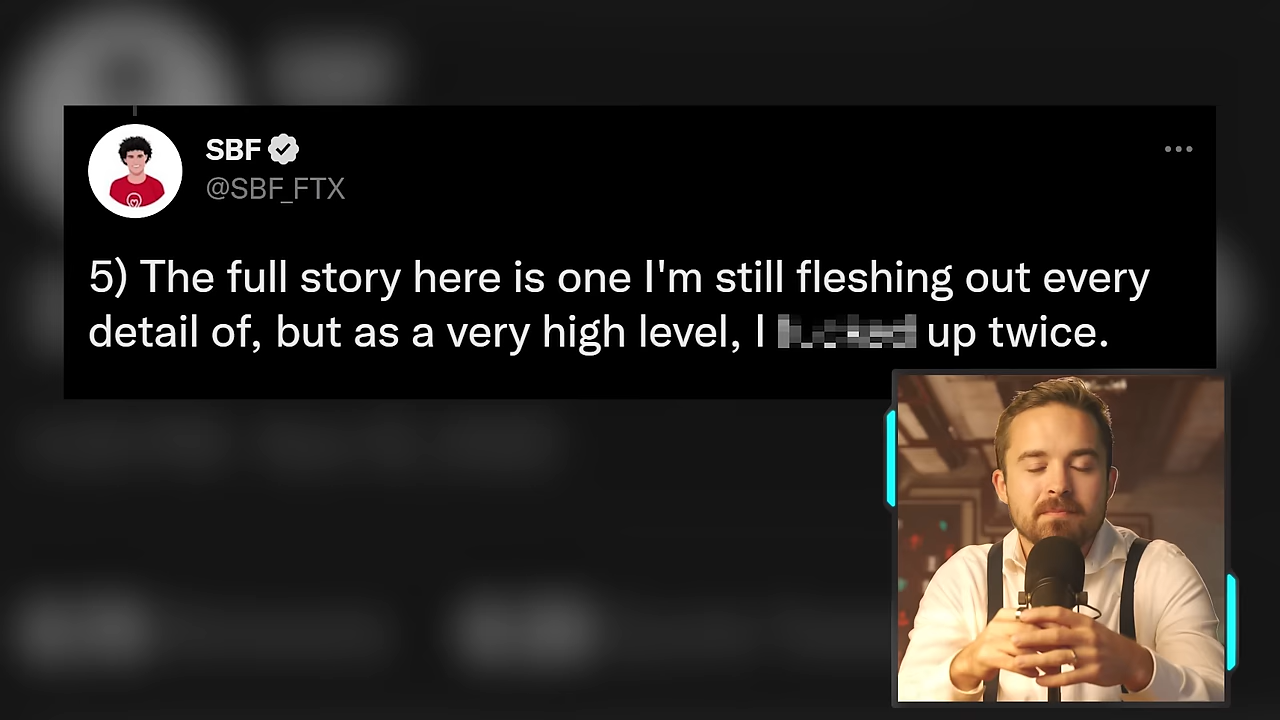 SBF
@SBF_FTX
5) The full story here is one I'm still fleshing out every
detail of, but as a very high level, I up twice.